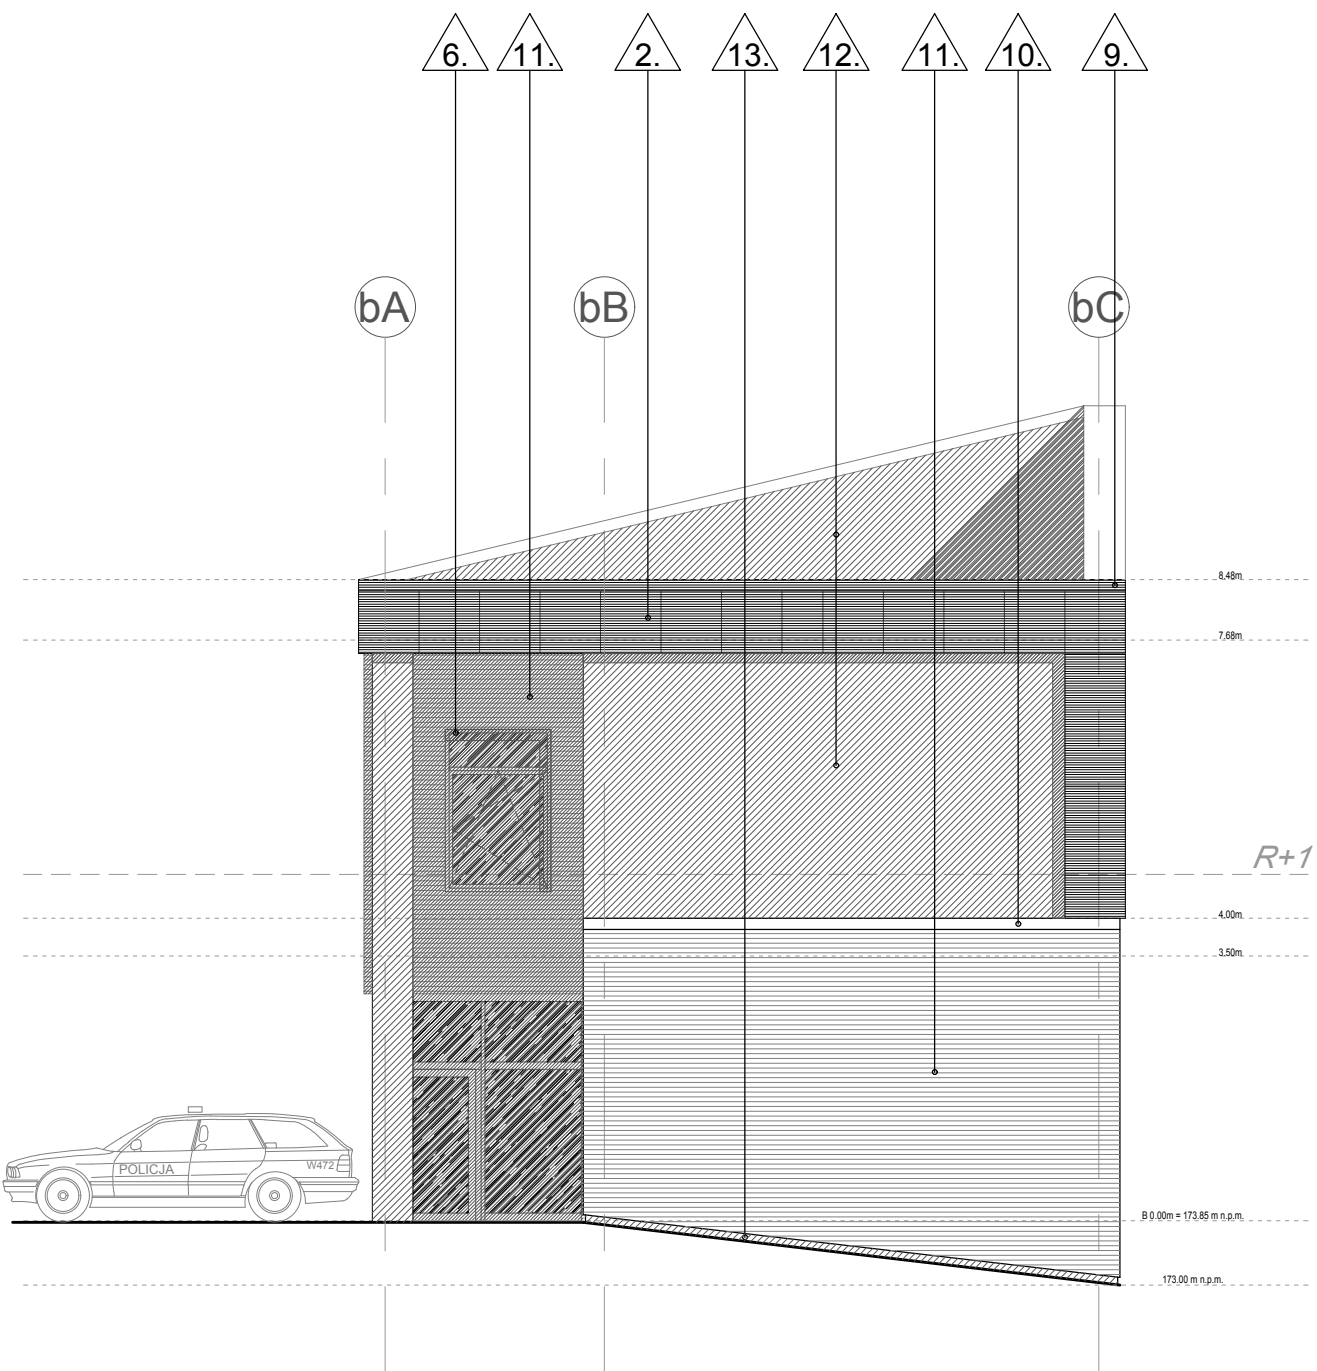 6. 11. 2. 13. 12. 11. 10. 9.
bA bB bC
8,48m
7,68m
R+1
4,00m
3,50m
POLICJA W472
B 0.00m = 173.85 m n.p.m.
173.00 m n.p.m.